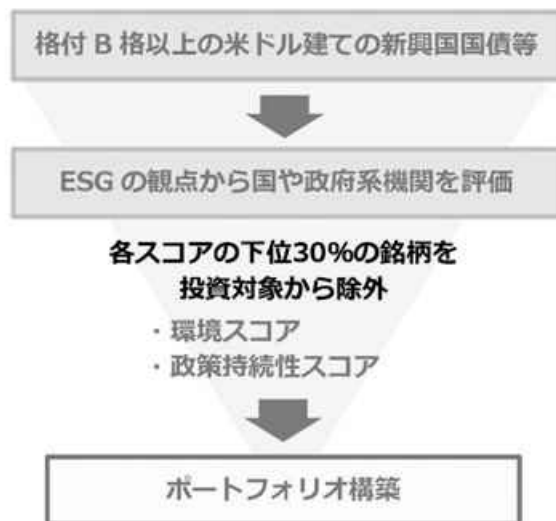 格付 B 格以上の米ドル建ての新興国国債等
ESG の観点から国や政府系機関を評価
各スコアの下位30%の銘柄を
投資対象から除外
・環境スコア
・政策持続性スコア
ポートフォリオ構築